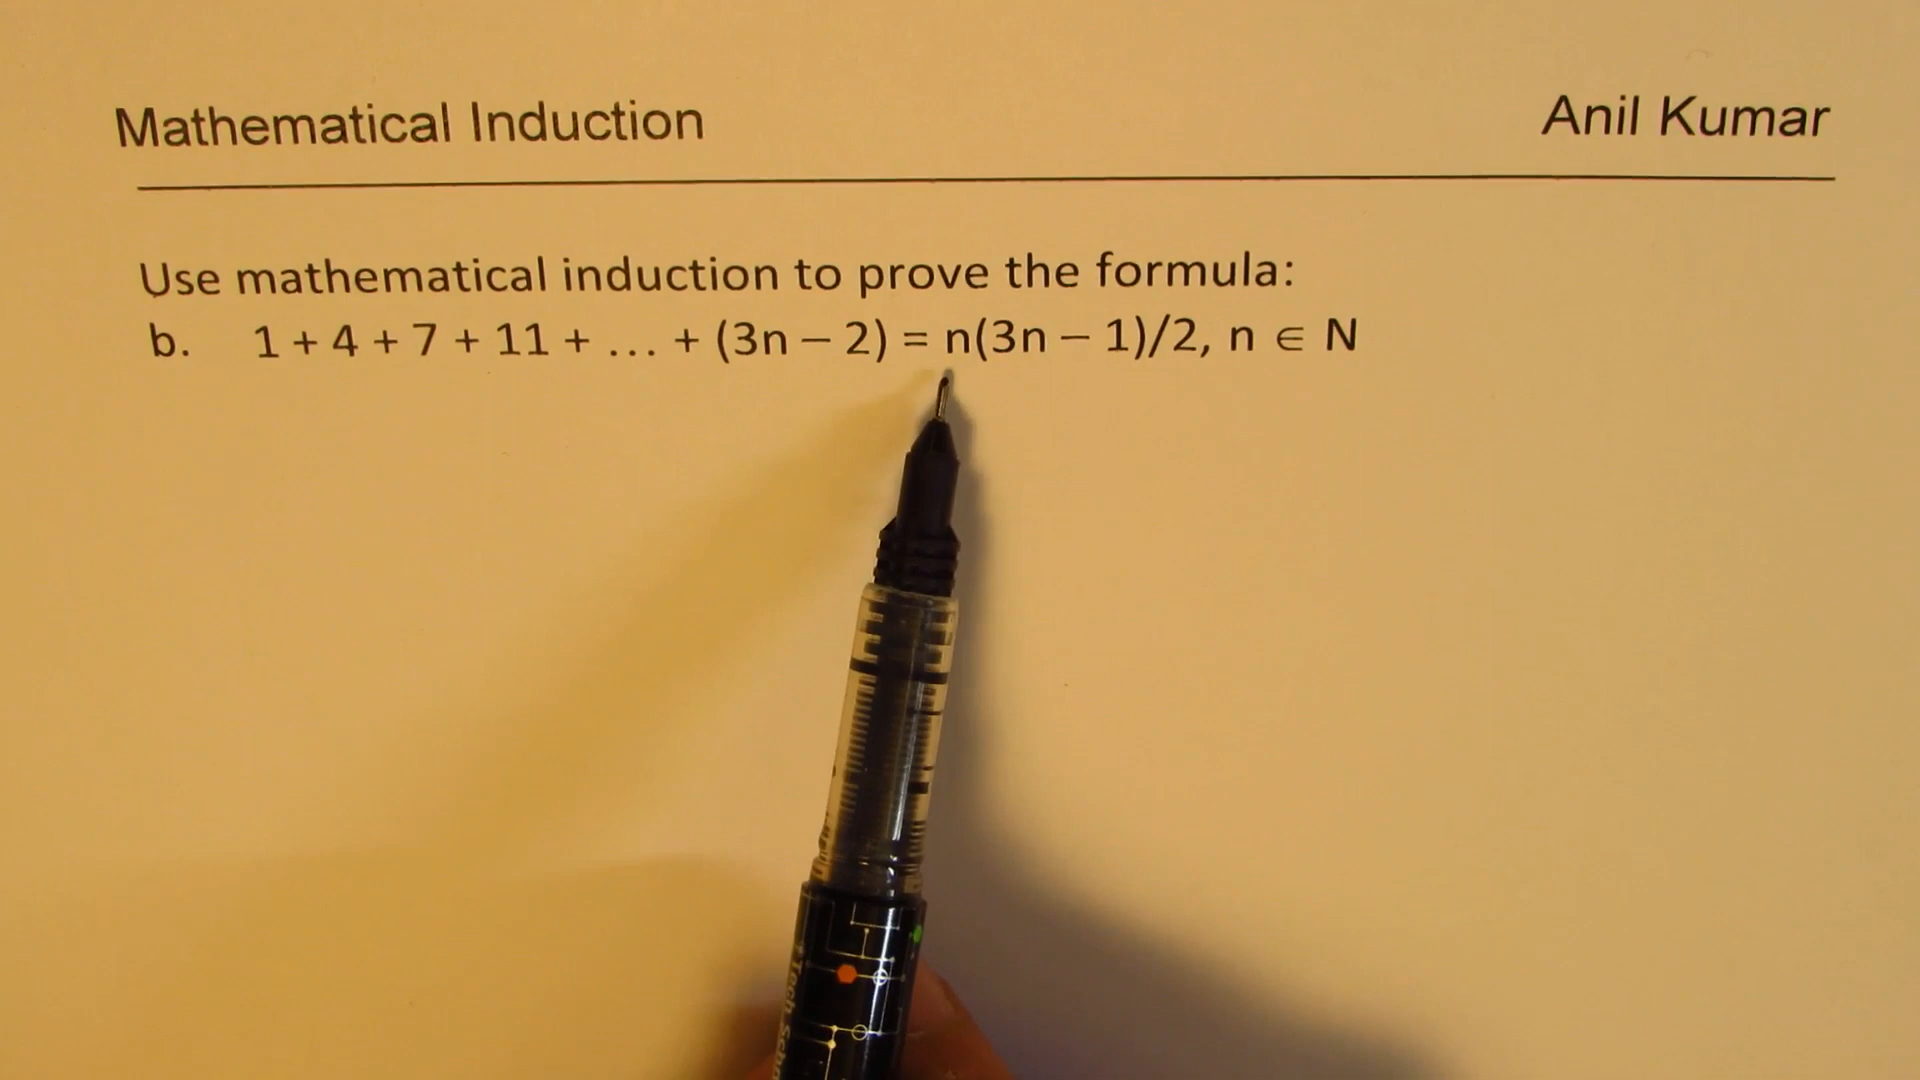 Mathematical Induction
Anil Kumar
Use mathematical induction to prove the formula:
b. 1 + 4 + 7 + 11 + … + (3n – 2) = n(3n – 1)/2, n ∈ N